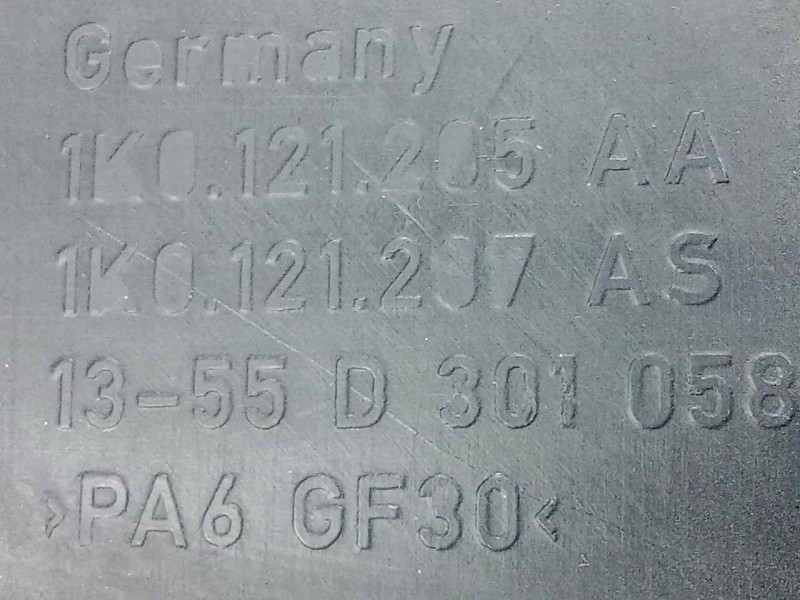 Germany
1K0.121.205 AA
1K0.121.207 AS
13-55 D 301 058
>PA6 GF30<